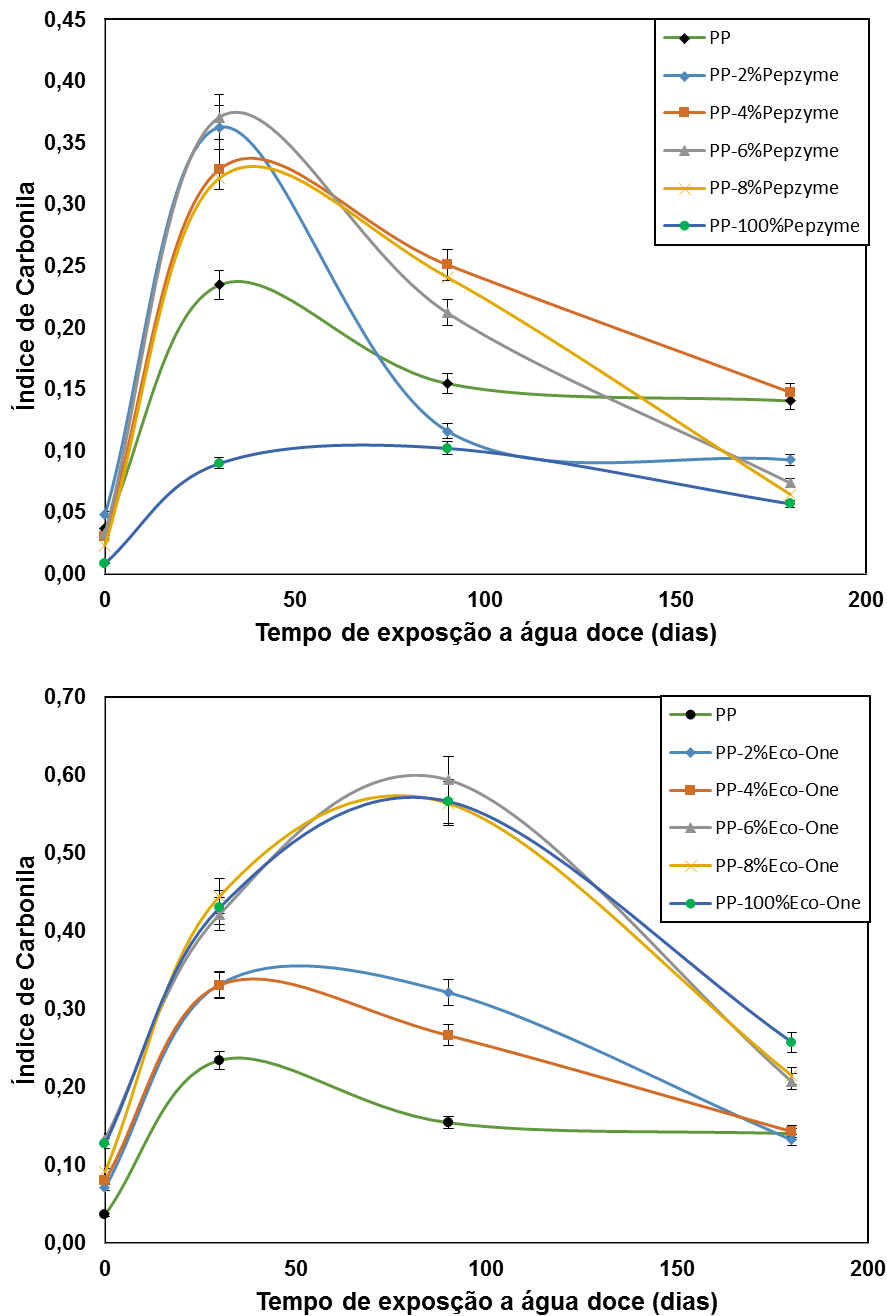 0,45
0,40
0,35
0,30
0,25
0,20
0,15
0,10
0,05
0,00
Índice de Carbonila
PP
PP-2%Pepzyme
PP-4%Pepzyme
PP-6%Pepzyme
PP-8%Pepzyme
PP-100%Pepzyme
0 50 100 150 200
Tempo de exposção a água doce (dias)
0,70
0,60
0,50
0,40
0,30
0,20
0,10
0,00
Índice de Carbonila
PP
PP-2%Eco-One
PP-4%Eco-One
PP-6%Eco-One
PP-8%Eco-One
PP-100%Eco-One
0 50 100 150 200
Tempo de exposção a água doce (dias)